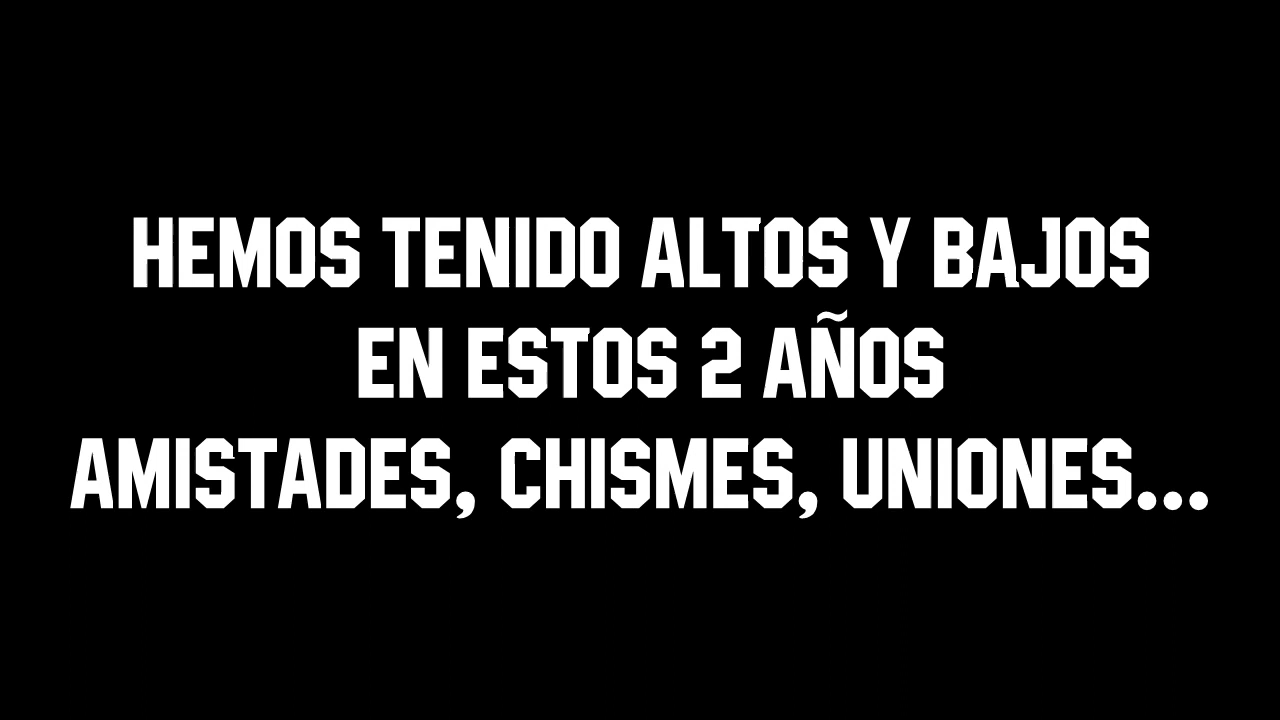 HEMOS TENIDO ALTOS Y BAJOS
EN ESTOS 2 AÑOS
AMISTADES, CHISMES, UNIONES...